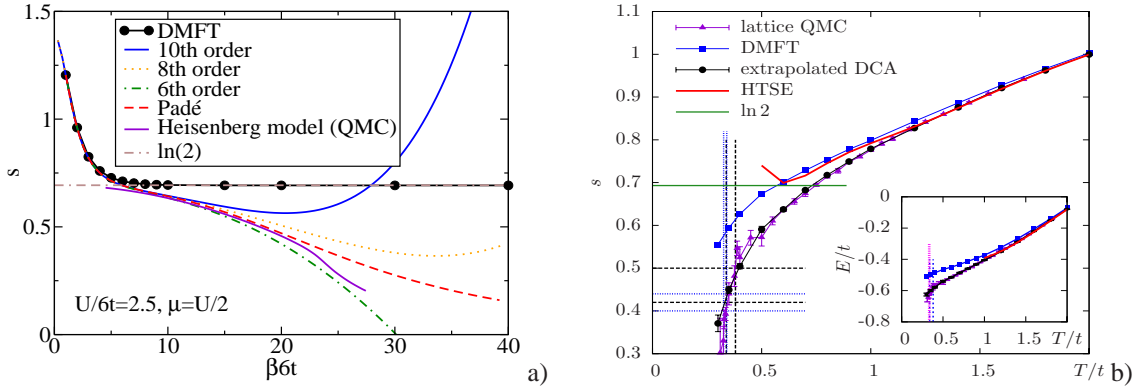 1.5
1
0.5
0
s
0
10
20
30
40
β6t
DMFT
10th order
8th order
6th order
Padé
Heisenberg model (QMC)
ln(2)
U/6t=2.5, μ=U/2
a)
1.1
1
0.9
0.8
0.7
0.6
0.5
0.4
0.3
s
0
0.5
1
1.5
T/t
lattice QMC
DMFT
extrapolated DCA
HTSE
ln 2
0
-0.2
-0.4
-0.6
-0.8
E/t
0
0.5
1
1.5
T/t
b)